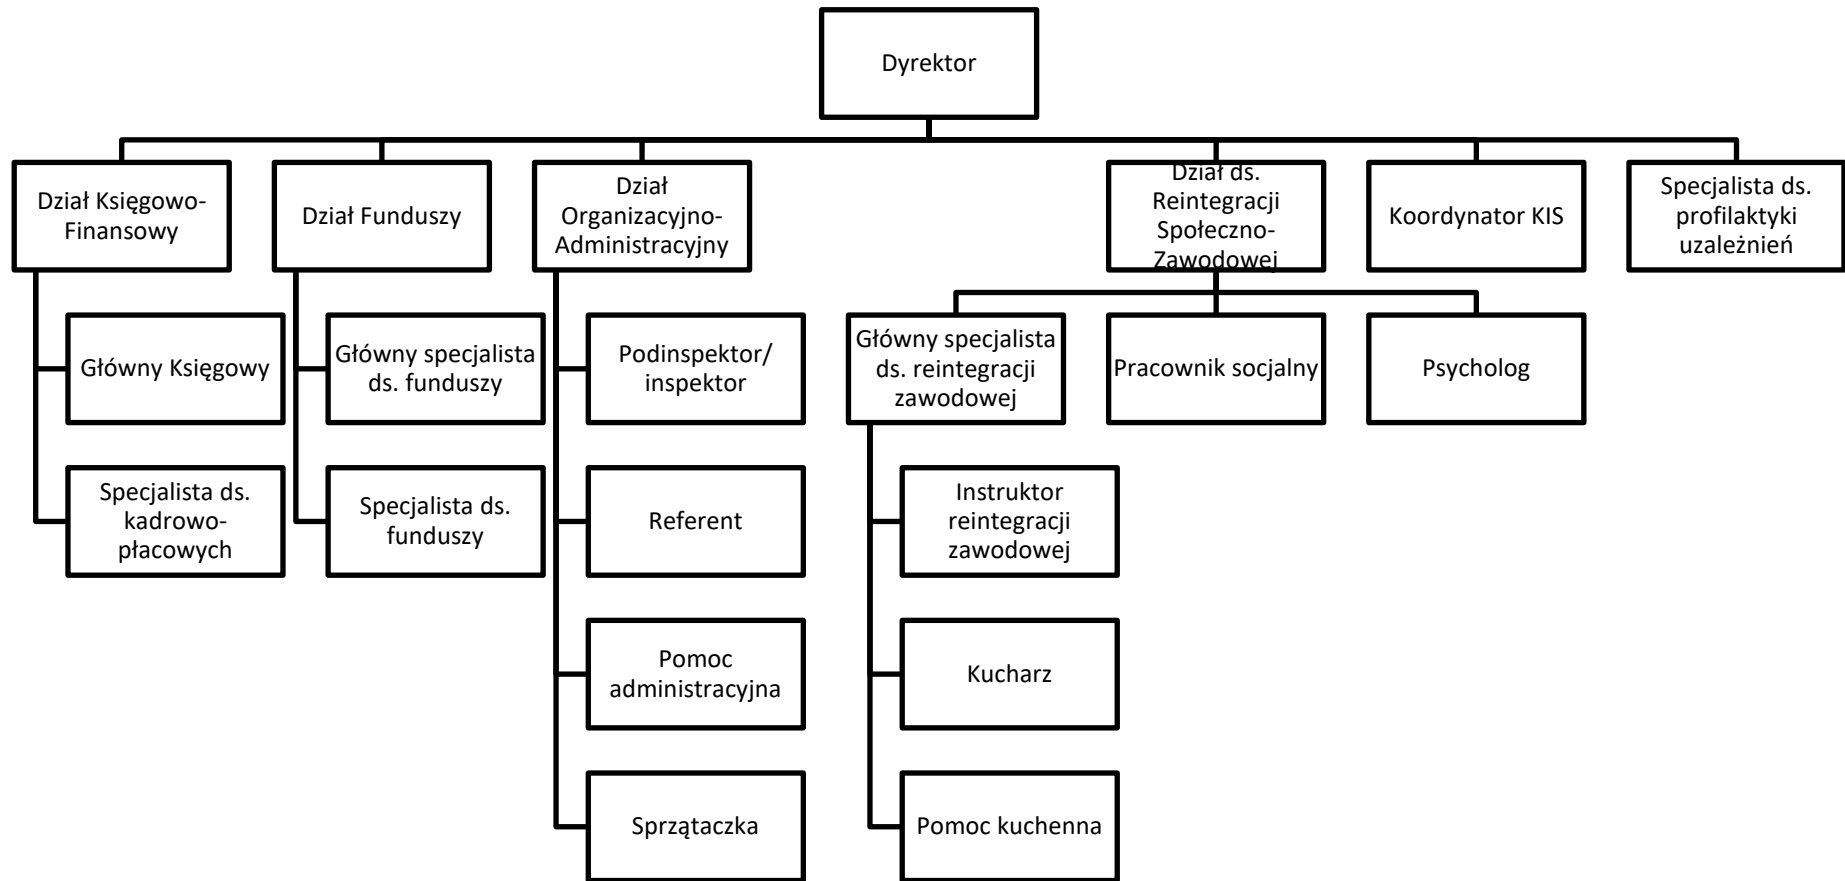 Dyrektor
Dział Księgowo-
Finansowy
Dział Funduszy
Dział
Organizacyjno-
Administracyjny
Dział ds.
Reintegracji
Społeczno-
Zawodowej
Koordynator KIS
Specjalista ds.
profilaktyki
uzależnień
Główny Księgowy
Główny specjalista
ds. funduszy
Podinspektor/
inspektor
Główny specjalista
ds. reintegracji
zawodowej
Pracownik socjalny
Psycholog
Specjalista ds.
kadrowo-
płacowych
Specjalista ds.
funduszy
Referent
Instruktor
reintegracji
zawodowej
Pomoc
administracyjna
Kucharz
Sprzątaczka
Pomoc kuchenna